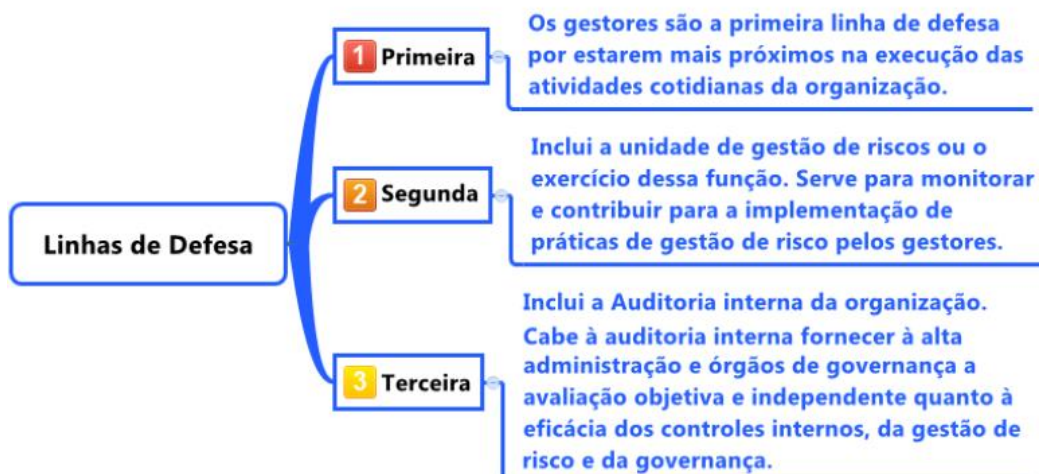 Linhas de Defesa
1 Primeira
Os gestores são a primeira linha de defesa
por estarem mais próximos na execução das
atividades cotidianas da organização.
2 Segunda
Inclui a unidade de gestão de riscos ou o
exercício dessa função. Serve para monitorar
e contribuir para a implementação de
práticas de gestão de risco pelos gestores.
3 Terceira
Inclui a Auditoria interna da organização.
Cabe à auditoria interna fornecer à alta
administração e órgãos de governança a
avaliação objetiva e independente quanto à
eficácia dos controles internos, da gestão de
risco e da governança.